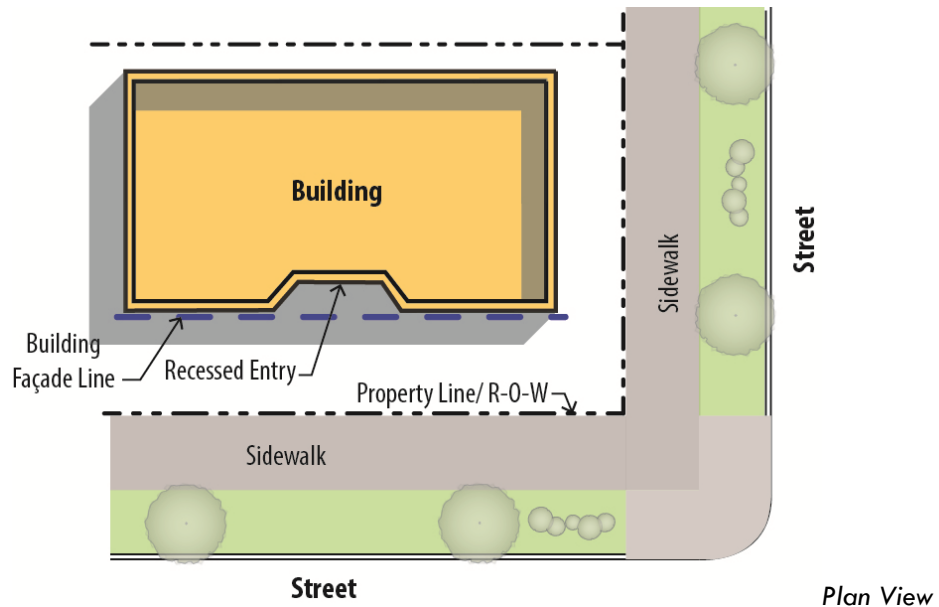 Building
Sidewalk
Street
Building
Façade Line
Recessed Entry
Property Line/ R-O-W
Sidewalk
Street
Plan View